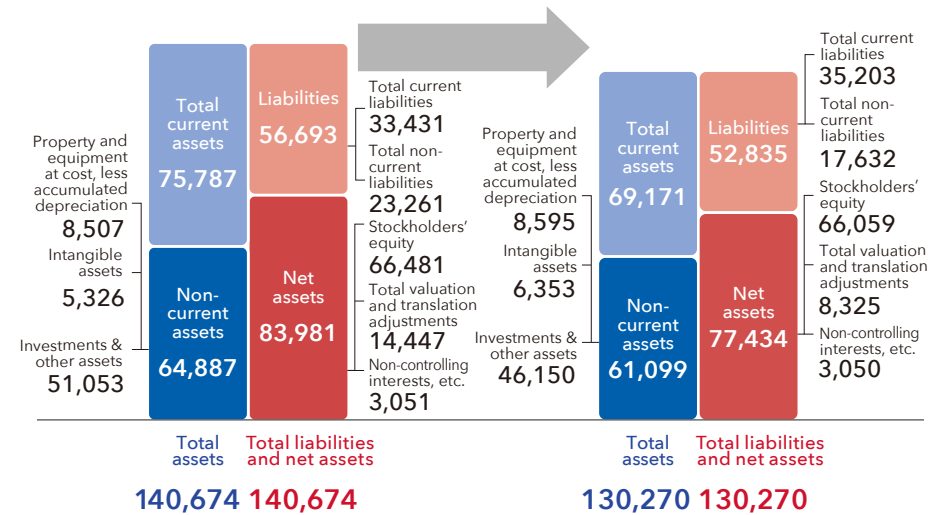 Property and
equipment
at cost, less
accumulated
depreciation
8,507
Intangible
assets
5,326
Investments &
other assets
51,053
Total
current
assets
75,787
Non-
current
assets
64,887
Liabilities
56,693
Net
assets
83,981
Total current
liabilities
33,431
Total non-
current
liabilities
23,261
Stockholders'
equity
66,481
Total valuation
and translation
adjustments
14,447
Non-controlling
interests, etc.
3,051
Total
assets
140,674
Total liabilities
and net assets
140,674
Property and
equipment
at cost, less
accumulated
depreciation
8,595
Intangible
assets
6,353
Investments &
other assets
46,150
Total
current
assets
69,171
Non-
current
assets
61,099
Liabilities
52,835
Net
assets
77,434
Total current
liabilities
35,203
Total non-
current
liabilities
17,632
Stockholders'
equity
66,059
Total valuation
and translation
adjustments
8,325
Non-controlling
interests, etc.
3,050
Total
assets
130,270
Total liabilities
and net assets
130,270